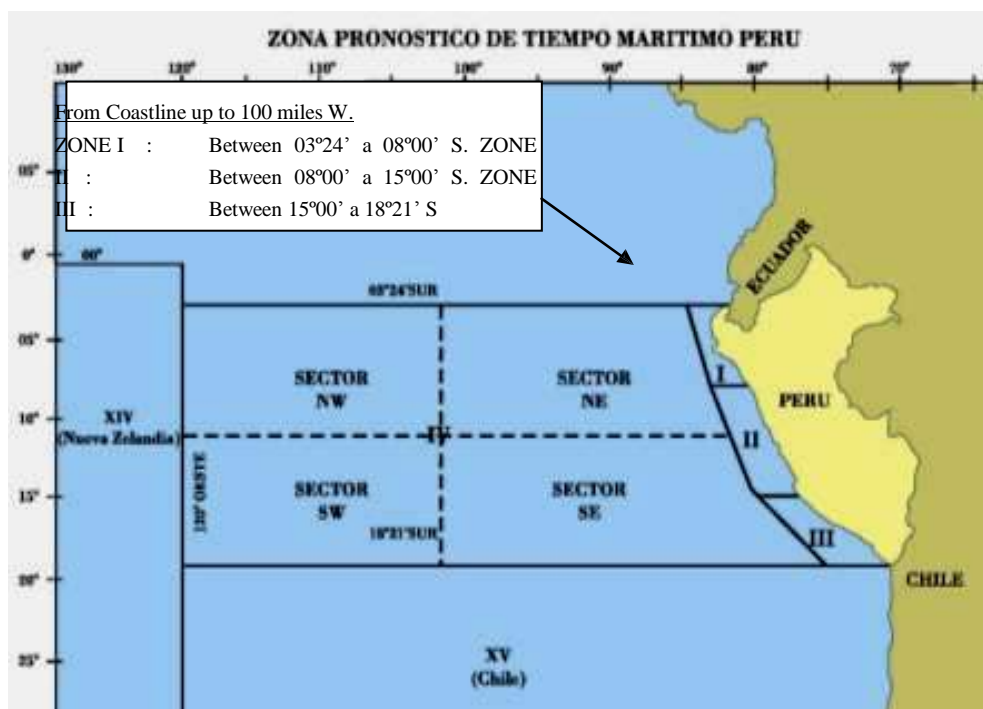 ZONA PRONOSTICO DE TIEMPO MARITIMO PERU
130° 120° 110° 100° 90° 80° 70°
From Coastline up to 100 miles W.
ZONE I : Between 03º24' a 08º00' S. ZONE
II : Between 08º00' a 15º00' S. ZONE
III : Between 15º00' a 18º21' S
05°
0°
00°
ECUADOR
03°24'SUR
05°
SECTOR
NW
SECTOR
NE
I
PERU
10°
XIV
(Nueva Zelandia)
IV
II
15°
120° OESTE
SECTOR
SW
SECTOR
SE
18°21'SUR
III
20°
CHILE
25°
XV
(Chile)